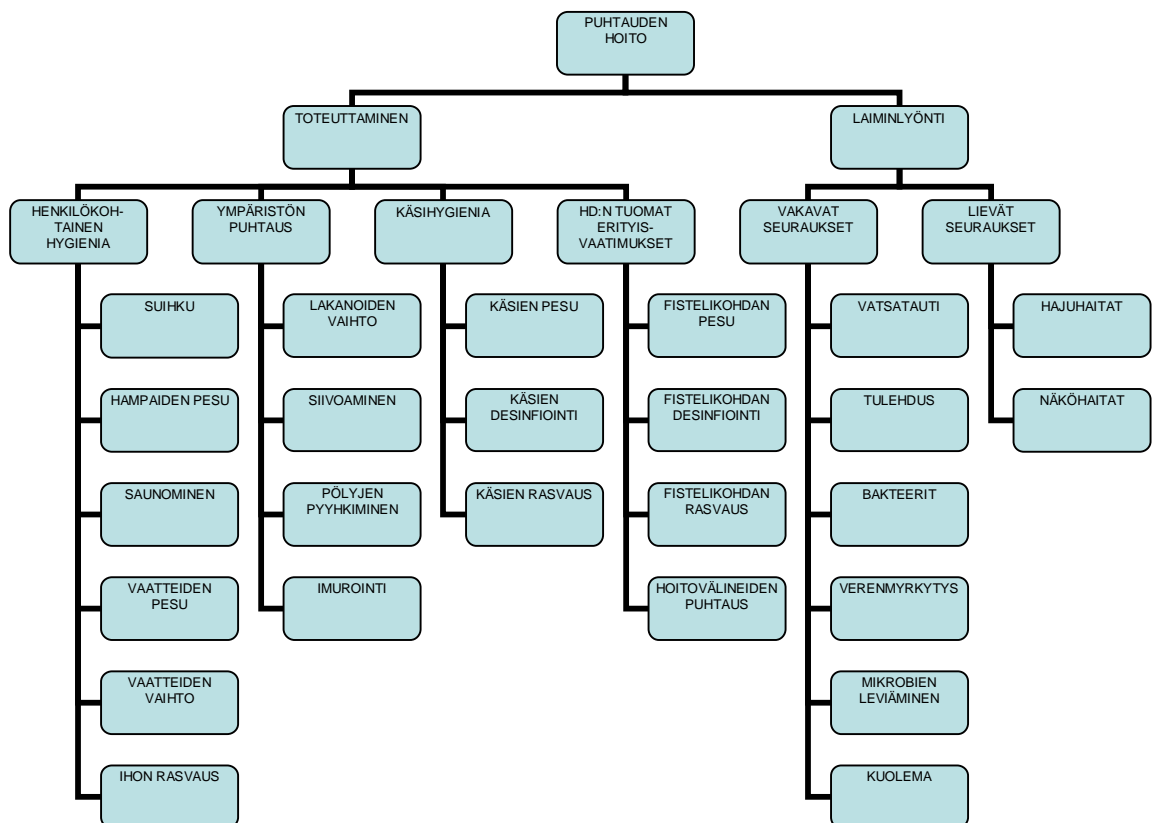 PUHTAUDEN
HOITO
TOTEUTTAMINEN
LAIMINLYÖNTI
HENKILÖKOH-
TAINEN
HYGIENIA
YMPÄRISTÖN
PUHTAUS
KÄSIHYGIENIA
HD:N TUOMAT
ERITYIS-
VAATIMUKSET
VAKAVAT
SEURAUKSET
LIEVÄT
SEURAUKSET
SUIHKU
HAMPAIDEN PESU
SAUNOMINEN
VAATTEIDEN
PESU
VAATTEIDEN
VAIHTO
IHON RASVAUS
LAKANOIDEN
VAIHTO
SIIVOAMINEN
PÖLYJEN
PYYHKIMINEN
IMUROINTI
KÄSIEN PESU
KÄSIEN
DESINFIOINTI
KÄSIEN RASVAUS
FISTELIKOHDAN
PESU
FISTELIKOHDAN
DESINFIOINTI
FISTELIKOHDAN
RASVAUS
HOITOVÄLINEIDEN
PUHTAUS
VATSATAUTI
TULEHDUS
BAKTEERIT
VERENMYRKYTYS
MIKROBIEN
LEVIÄMINEN
KUOLEMA
HAJUHAITAT
NÄKÖHAITAT